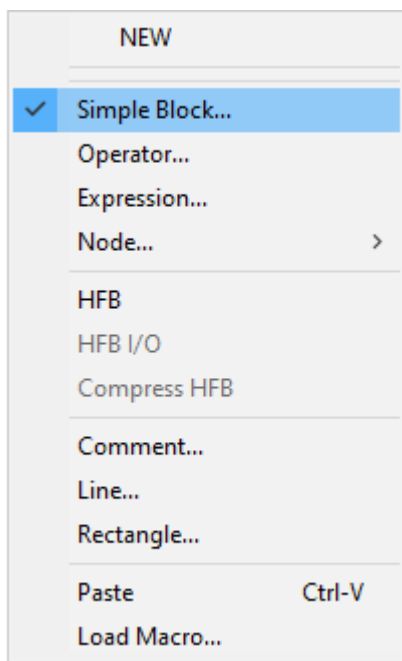 NEW
Simple Block...
Operator...
Expression...
Node...
HFB
HFB I/O
Compress HFB
Comment...
Line...
Rectangle...
Paste Ctrl-V
Load Macro...